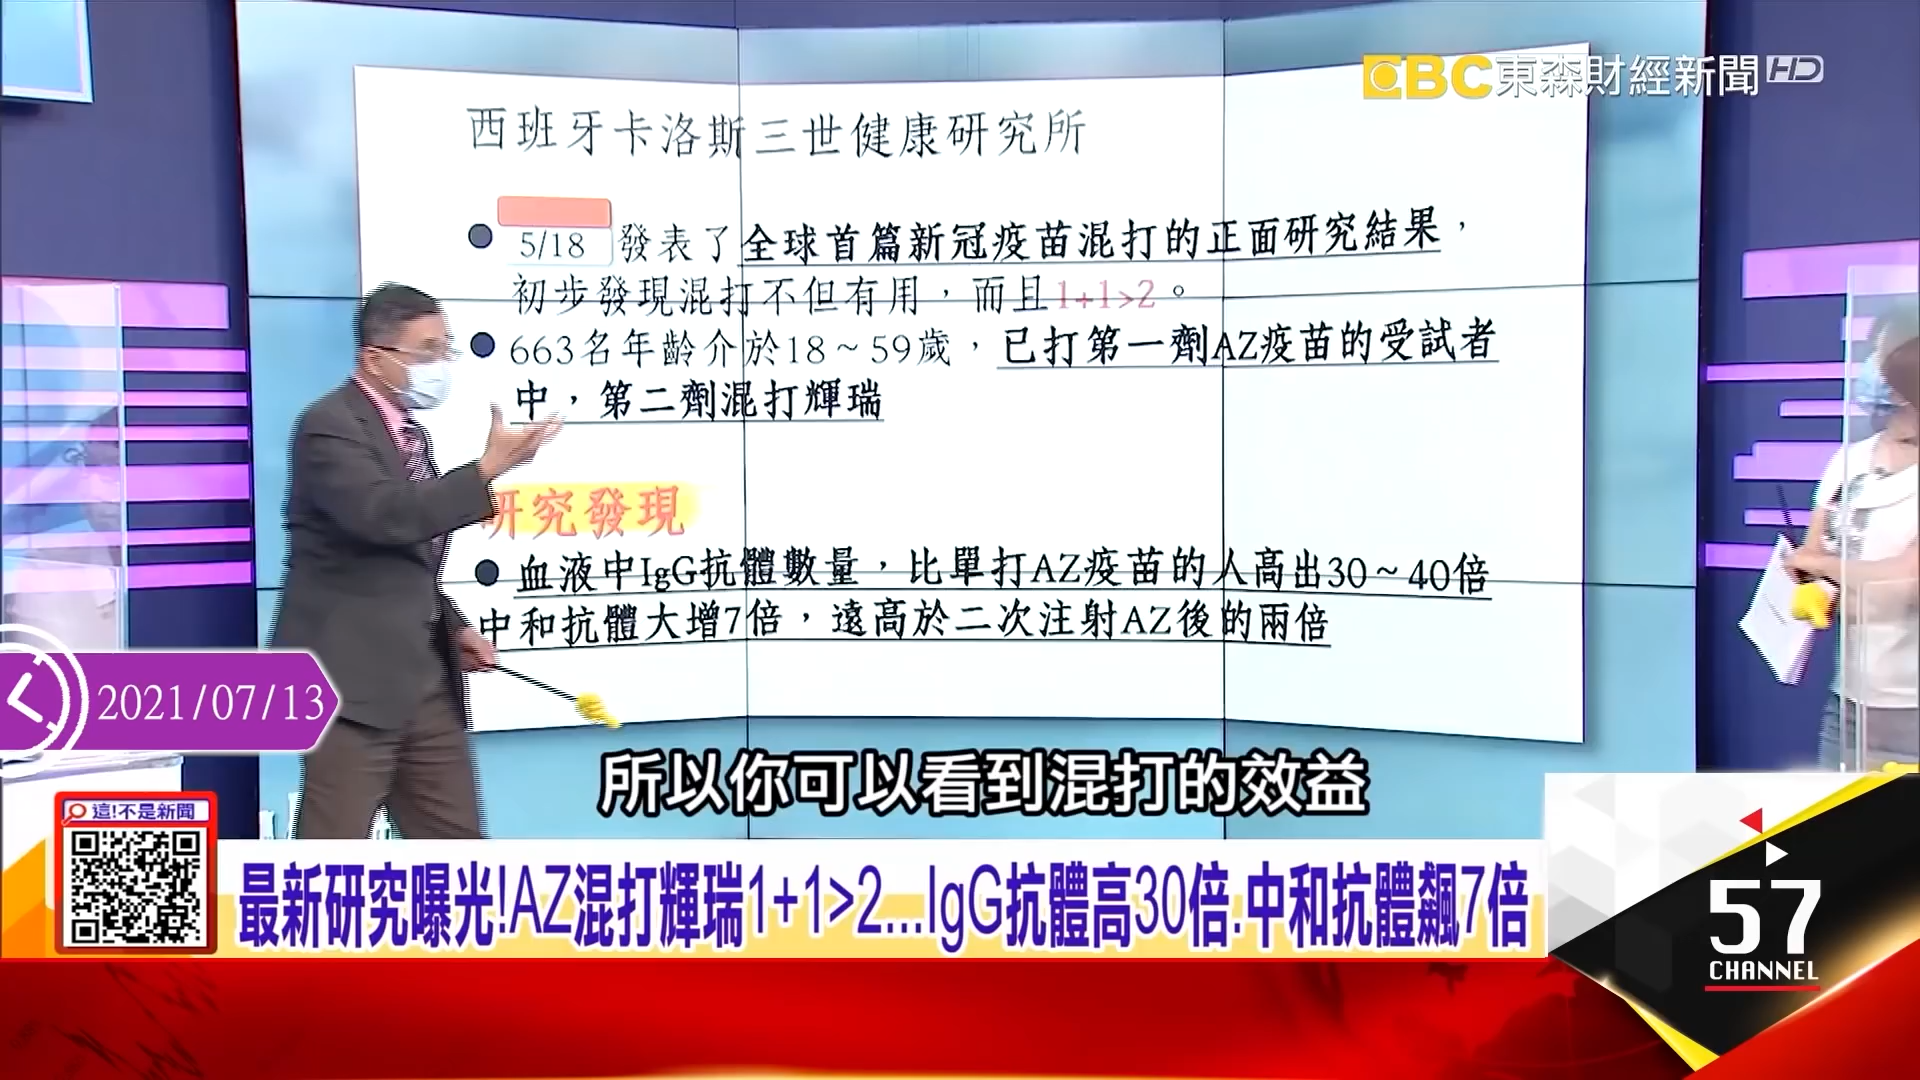 EBC東森財經新聞HD
西班牙卡洛斯三世健康研究所
5/18 發表了全球首篇新冠疫苗混打的正面研究結果，
初步發現混打不但有用，而且1+1>2。
663名年齡介於18～59歲，已打第一劑AZ疫苗的受試者
中，第二劑混打輝瑞
研究發現
血液中IgG抗體數量，比單打AZ疫苗的人高出30～40倍
中和抗體大增7倍，遠高於二次注射AZ後的兩倍
2021/07/13
所以你可以看到混打的效益
這!不是新聞
最新研究曝光!AZ混打輝瑞1+1>2...IgG抗體高30倍.中和抗體飆7倍
57
CHANNEL